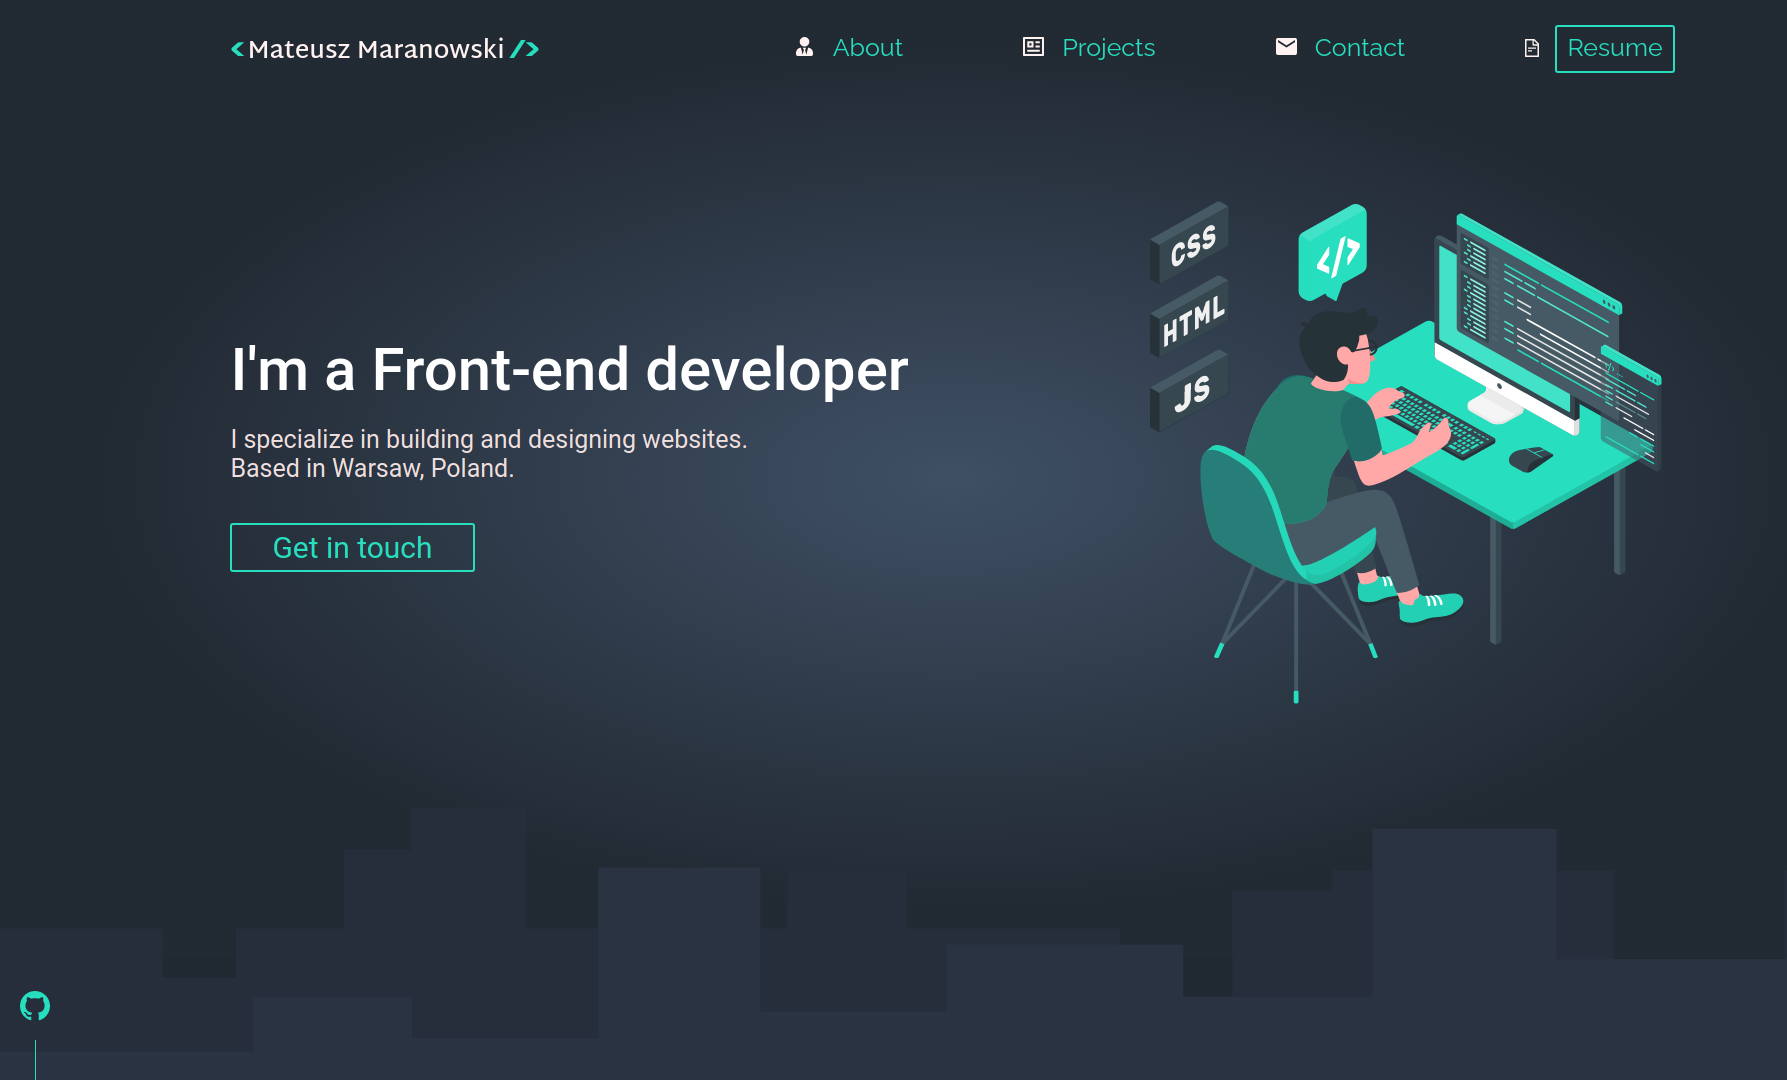 <Mateusz Maranowski/>
About
Projects
Contact
Resume
CSS
</>
HTML
JS
I'm a Front-end developer
I specialize in building and designing websites.
Based in Warsaw, Poland.
Get in touch